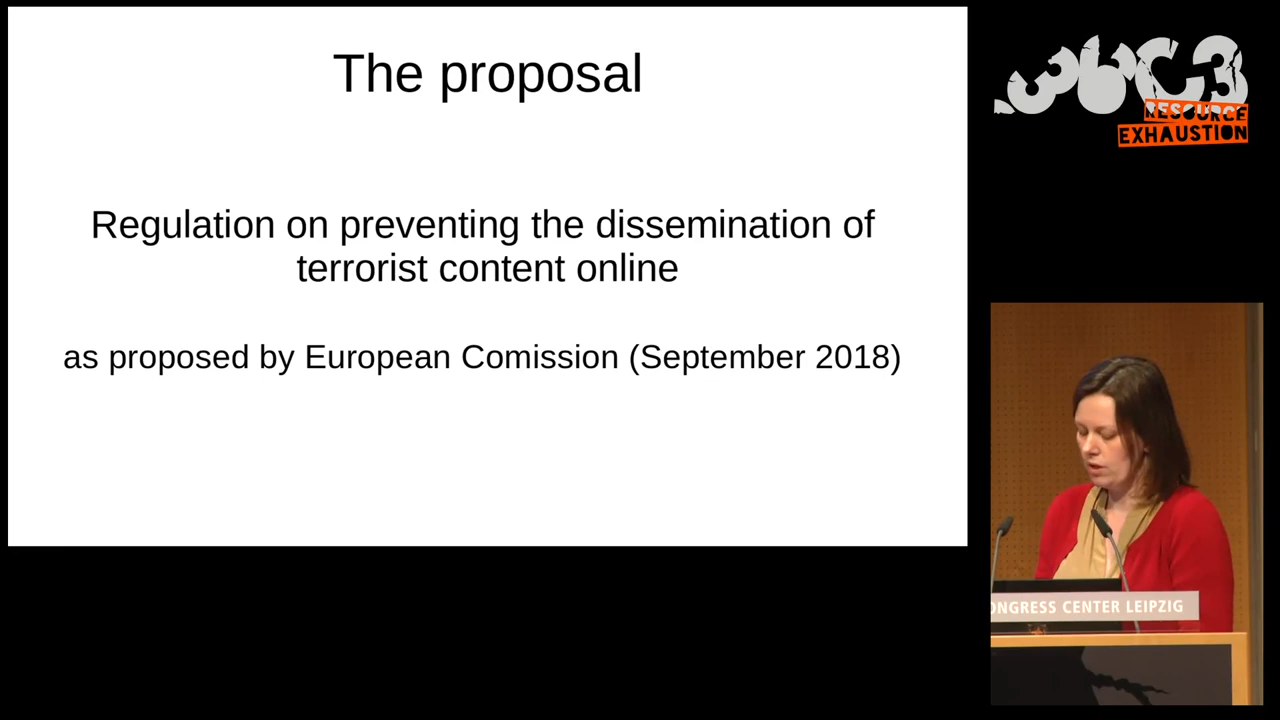 The proposal
Regulation on preventing the dissemination of
terrorist content online
as proposed by European Comission (September 2018)
36C3
RESOURCE
EXHAUSTION
ONGRESS CENTER LEIPZIG